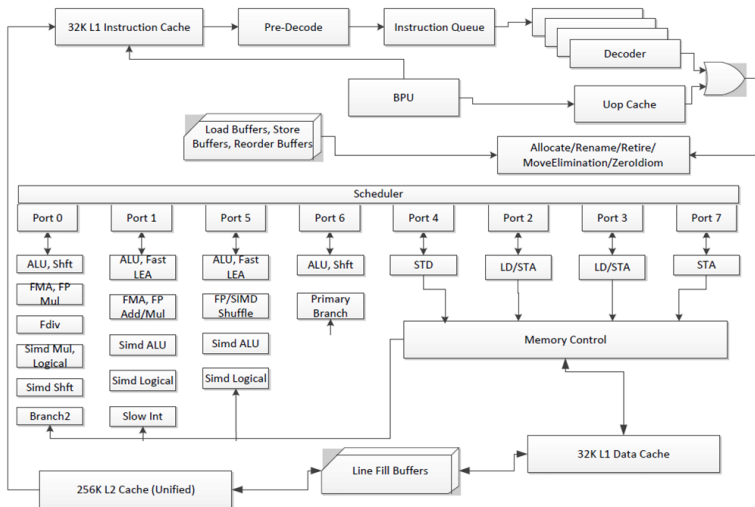 32K L1 Instruction Cache
Pre-Decode
Instruction Queue
Decoder
BPU
Uop Cache
Load Buffers, Store
Buffers, Reorder Buffers
Allocate/Rename/Retire/
MoveElimination/ZeroIdiom
Scheduler
Port 0
Port 1
Port 5
Port 6
Port 4
Port 2
Port 3
Port 7
ALU, Shft
ALU, Fast
LEA
ALU, Fast
LEA
ALU, Shft
STD
LD/STA
LD/STA
STA
FMA, FP
Mul
FMA, FP
Add/Mul
FP/SIMD
Shuffle
Primary
Branch
Fdiv
Simd ALU
Simd ALU
Memory Control
Simd Mul,
Logical
Simd Logical
Simd Logical
Simd Shft
Branch2
Slow Int
32K L1 Data Cache
Line Fill Buffers
256K L2 Cache (Unified)